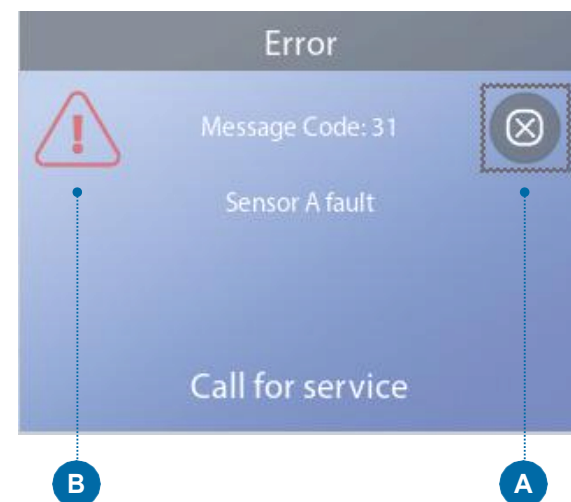 Error
Message Code: 31
Sensor A fault
Call for service
B
A